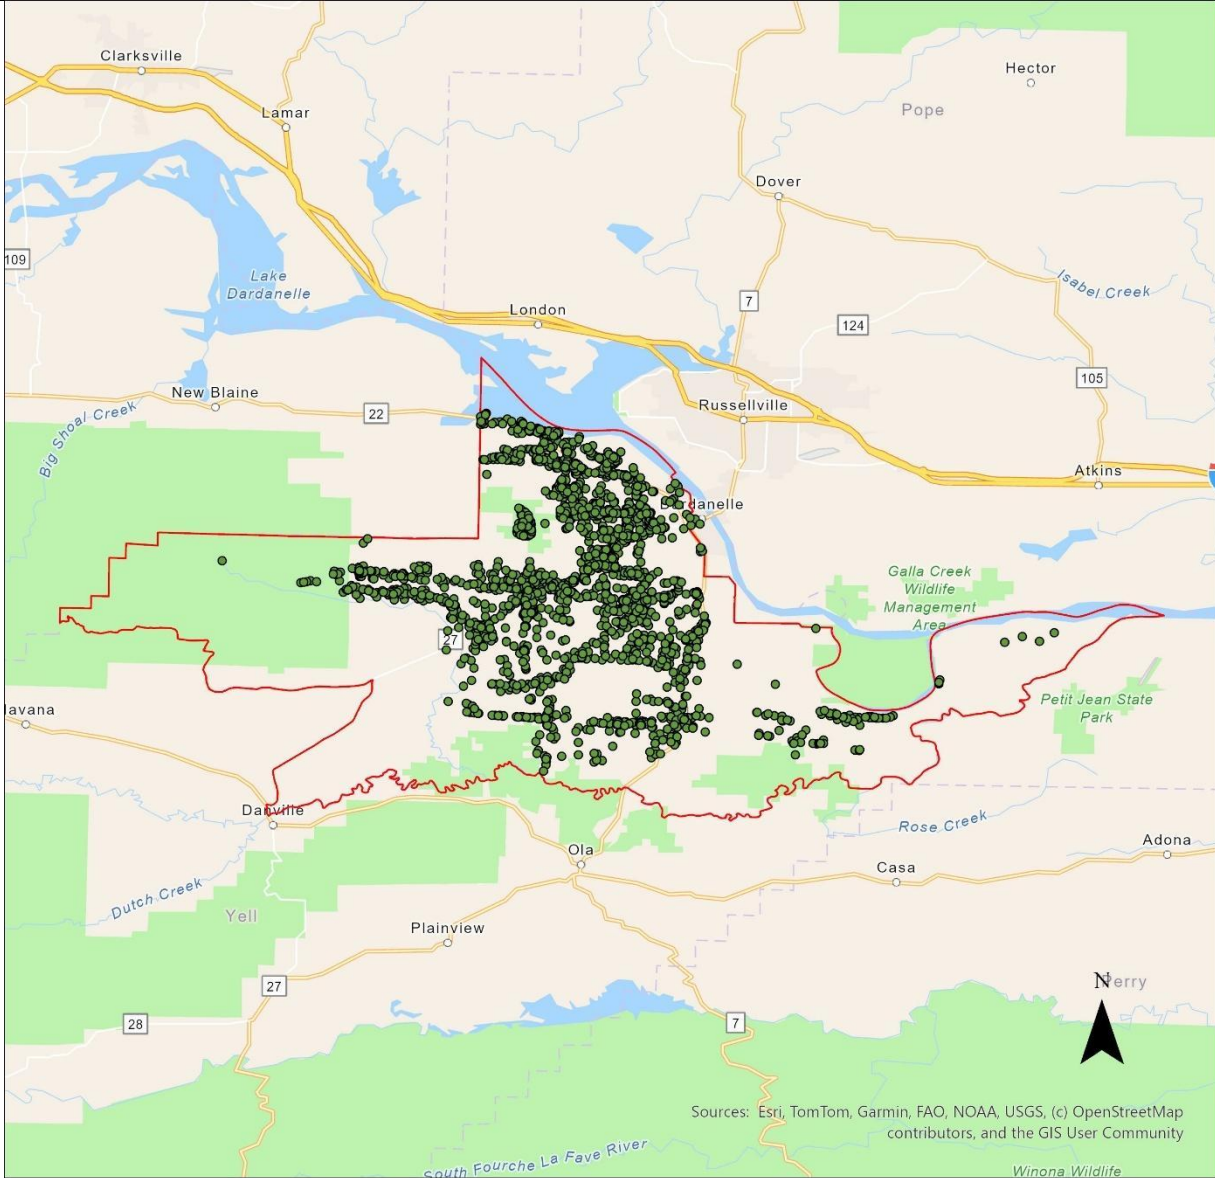 Clarksville
Hector
Pope
Lamar
Dover
109
Lake
Dardanelle
Isabel Creek
7
London
124
105
New Blaine
22
Russellville
Big Shoal Creek
Atkins
Galla Creek
Wildlife
Management
Area
27
Petit Jean State
Park
Danville
Rose Creek
Ola
Adona
Casa
Dutch Creek
Yell
Plainview
27
N
28
7
Sources: Esri, TomTom, Garmin, FAO, NOAA, USGS, (c) OpenStreetMap
contributors, and the GIS User Community
South Fourche La Fave River
Winona Wildlife